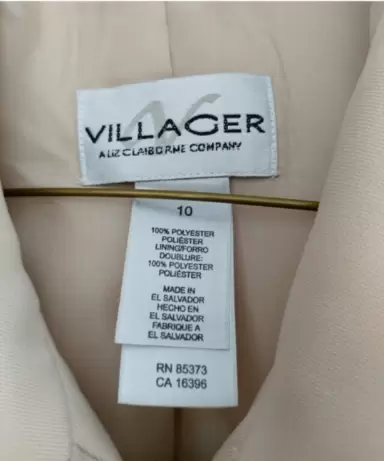 VILLAGER
A LIZ CLAIBORNE COMPANY
10
100% POLYESTER
POLIÉSTER
LINING/FORRO
DOUBLURE:
100% POLYESTER
POLIÉSTER
MADE IN
EL SALVADOR
HECHO EN
EL SALVADOR
FABRIQUE A
EL SALVADOR
RN 85373
CA 16396